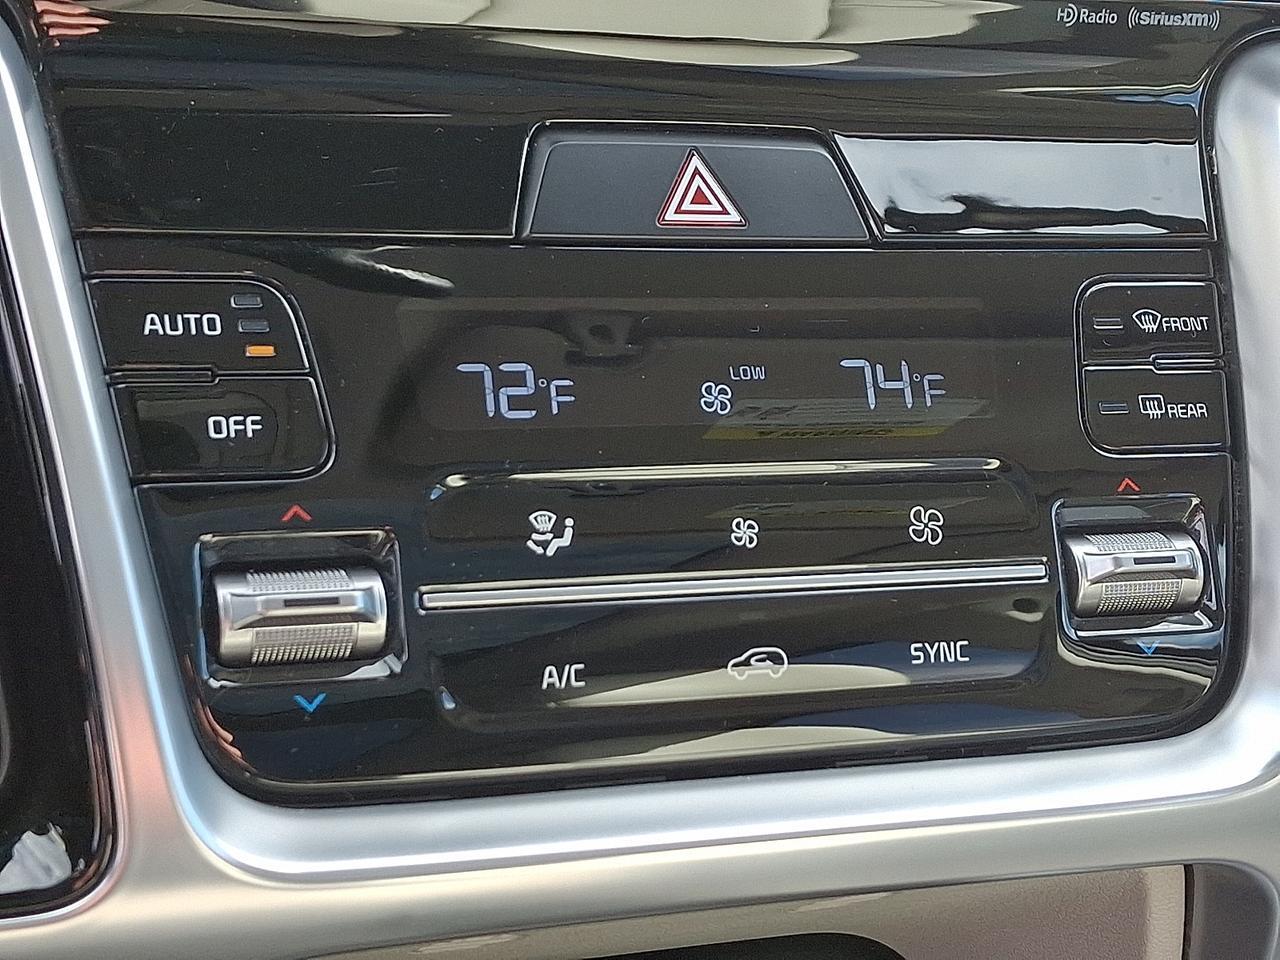 HD Radio
SiriusXM
AUTO
FRONT
72°F
LOW
74°F
OFF
REAR
A/C
SYNC